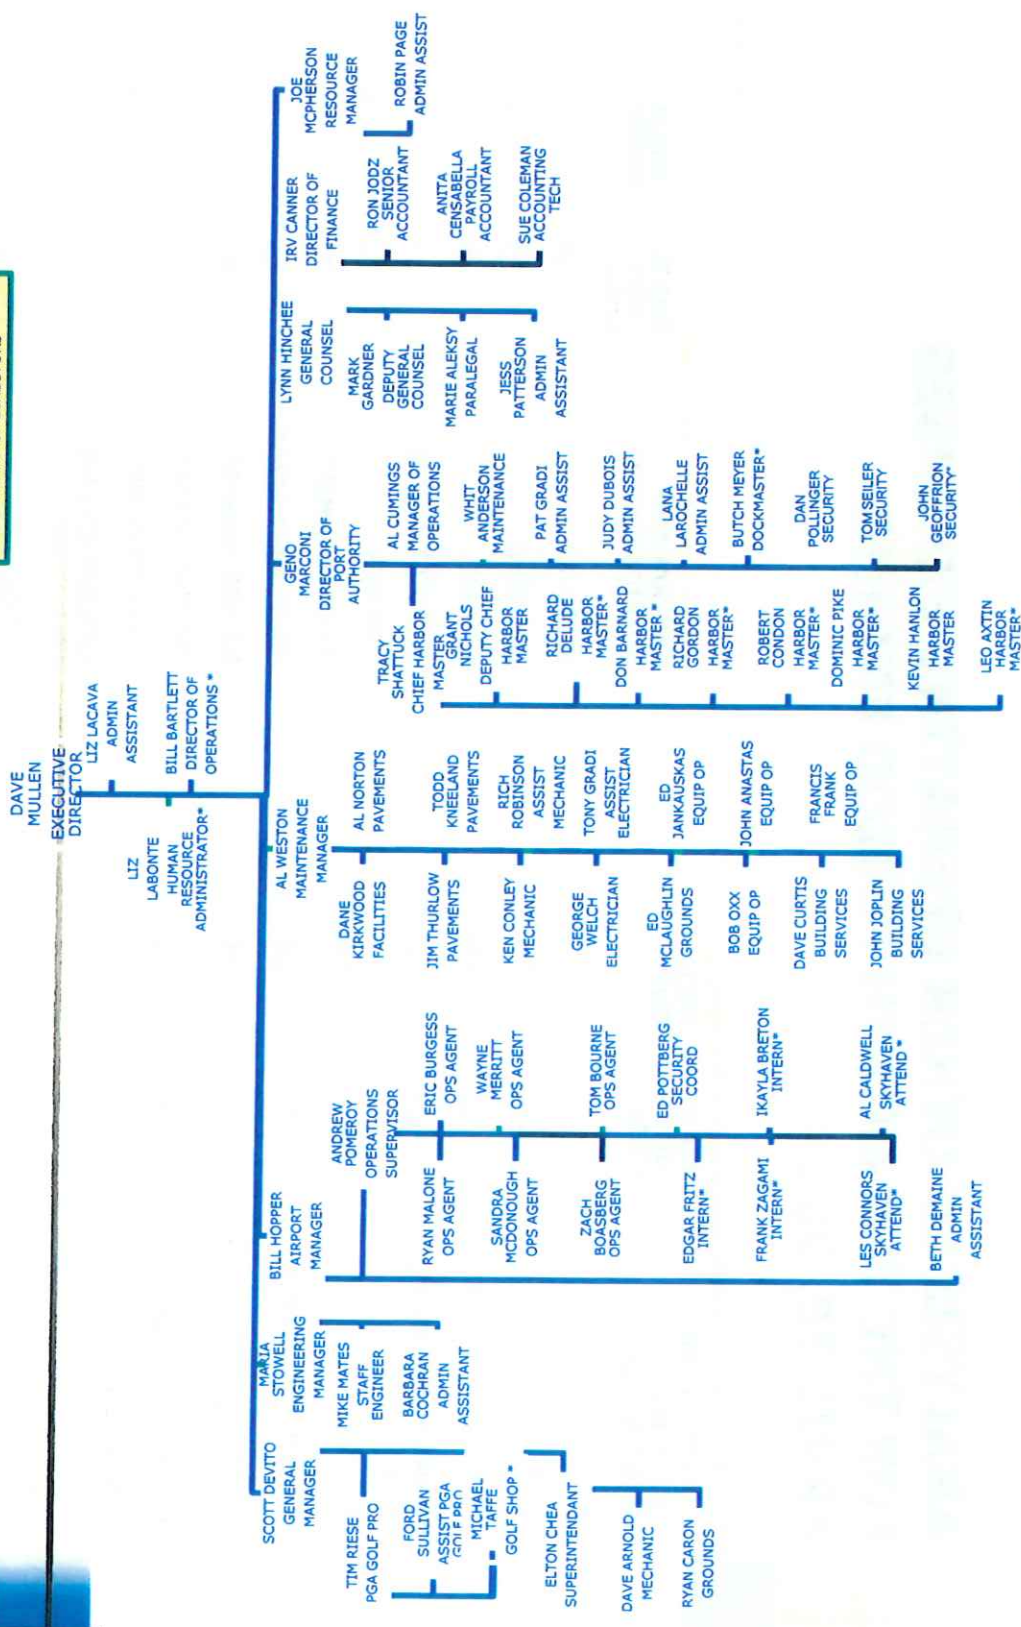 DAVE
MULLEN
EXECUTIVE
DIRECTOR
LIZ LACAVA
ADMIN
ASSISTANT
LIZ
LABONTE
HUMAN
RESOURCE
ADMINISTRATOR*
BILL BARTLETT
DIRECTOR OF
OPERATIONS *
SCOTT DEVITO
GENERAL
MANAGER
TIM RIESE
PGA GOLF PRO
FORD
SULLIVAN
ASSIST PGA
GOLF PRO
MICHAEL
TAFFE
GOLF SHOP *
ELTON CHEA
SUPERINTENDANT
DAVE ARNOLD
MECHANIC
RYAN CARON
GROUNDS
MARIA
STOWELL
ENGINEERING
MANAGER
MIKE MATES
STAFF
ENGINEER
BARBARA
COCHRAN
ADMIN
ASSISTANT
BILL HOPPER
AIRPORT
MANAGER
ANDREW
POMEROY
OPERATIONS
SUPERVISOR
RYAN MALONE
OPS AGENT
ERIC BURGESS
OPS AGENT
SANDRA
MCDONOUGH
OPS AGENT
WAYNE
MERRITT
OPS AGENT
ZACH
BOASBERG
OPS AGENT
TOM BOURNE
OPS AGENT
EDGAR FRITZ
INTERN*
ED POTTBERG
SECURITY
COORD
FRANK ZAGAMI
INTERN*
IKAYLA BRETON
INTERN*
LES CONNORS
SKYHAVEN
ATTEND*
AL CALDWELL
SKYHAVEN
ATTEND *
BETH DEMAINE
ADMIN
ASSISTANT
AL WESTON
MAINTENANCE
MANAGER
DANE
KIRKWOOD
FACILITIES
AL NORTON
PAVEMENTS
JIM THURLOW
PAVEMENTS
TODD
KNEELAND
PAVEMENTS
KEN CONLEY
MECHANIC
RICH
ROBINSON
ASSIST
MECHANIC
GEORGE
WELCH
ELECTRICIAN
TONY GRADI
ASSIST
ELECTRICIAN
ED
MCLAUGHLIN
GROUNDS
ED
JANKAUSKAS
EQUIP OP
BOB OXX
EQUIP OP
JOHN ANASTAS
EQUIP OP
DAVE CURTIS
BUILDING
SERVICES
FRANCIS
FRANK
EQUIP OP
JOHN JOPLIN
BUILDING
SERVICES
GENO
MARCONI
DIRECTOR OF
PORT
AUTHORITY
TRACY
SHATTUCK
CHIEF HARBOR
MASTER
GRANT
NICHOLS
DEPUTY CHIEF
HARBOR
MASTER
RICHARD
DELUDE
HARBOR
MASTER*
DON BARNARD
HARBOR
MASTER*
RICHARD
GORDON
HARBOR
MASTER*
ROBERT
CONDON
HARBOR
MASTER*
DOMINIC PIKE
HARBOR
MASTER*
KEVIN HANLON
HARBOR
MASTER
LEO AXTIN
HARBOR
MASTER*
AL CUMINGS
MANAGER OF
OPERATIONS
WHIT
ANDERSON
MAINTENANCE
PAT GRADI
ADMIN ASSIST
JUDY DUBOIS
ADMIN ASSIST
LANA
LAROCHELLE
ADMIN ASSIST
BUTCH MEYER
DOCKMASTER*
DAN
POLLINGER
SECURITY
TOM SEILER
SECURITY
JOHN
GEOFFRION
SECURITY*
LYNN HINCHEE
GENERAL
COUNSEL
MARK
GARDNER
DEPUTY
GENERAL
COUNSEL
MARIE ALEKSY
PARALEGAL
JESS
PATTERSON
ADMIN
ASSISTANT
IRV CANNER
DIRECTOR OF
FINANCE
RON JODZ
SENIOR
ACCOUNTANT
ANITA
CENSABELLA
PAYROLL
ACCOUNTANT
SUE COLEMAN
ACCOUNTING
TECH
JOE
MCPHERSON
RESOURCE
MANAGER
ROBIN PAGE
ADMIN ASSIST